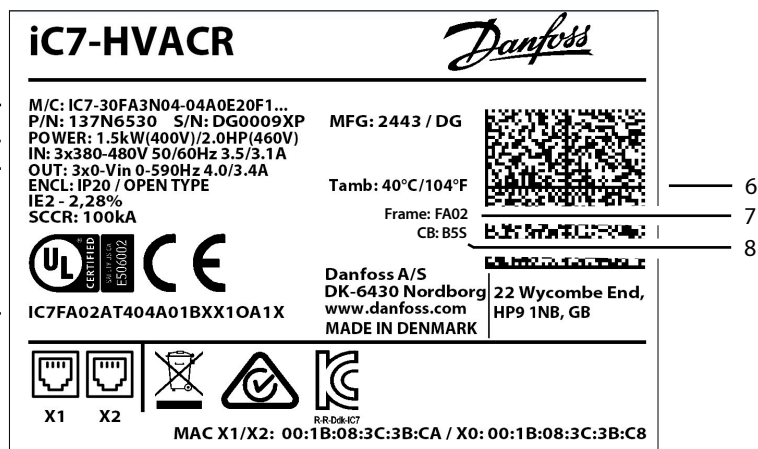 iC7-HVACR
Danfoss
M/C: IC7-30FA3N04-04A0E20F1...
P/N: 137N6530 S/N: DG0009XP
MFG: 2443 / DG
POWER: 1.5kW(400V)/2.0HP(460V)
IN: 3x380-480V 50/60Hz 3.5/3.1A
OUT: 3x0-Vin 0-590Hz 4.0/3.4A
ENCL: IP20 / OPEN TYPE
Tamb: 40°C/104°F
6
IE2 - 2,28%
SCCR: 100kA
Frame: FA02
7
CB: B5S
8
UL ® CERTIFIED
SAFETY US CA
E506002
CE
Danfoss A/S
DK-6430 Nordborg
www.danfoss.com
MADE IN DENMARK
22 Wycombe End,
HP9 1NB, GB
IC7FA02AT404A01BXX1OA1X
X1 X2
R-R-Ddk-IC7
MAC X1/X2: 00:1B:08:3C:3B:CA / X0: 00:1B:08:3C:3B:C8